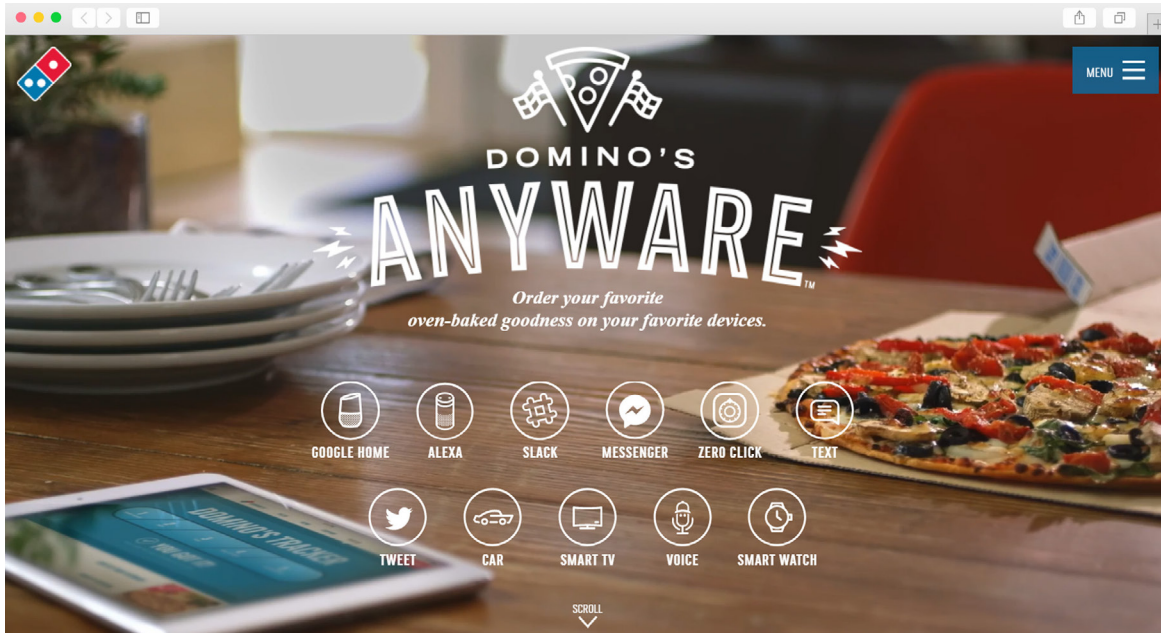 MENU
DOMINO'S
ANYWARE
TM
Order your favorite
oven-baked goodness on your favorite devices.
GOOGLE HOME ALEXA SLACK MESSENGER ZERO CLICK TEXT
TWEET CAR SMART TV VOICE SMART WATCH
DOMINO'S TRACKER
SCROLL